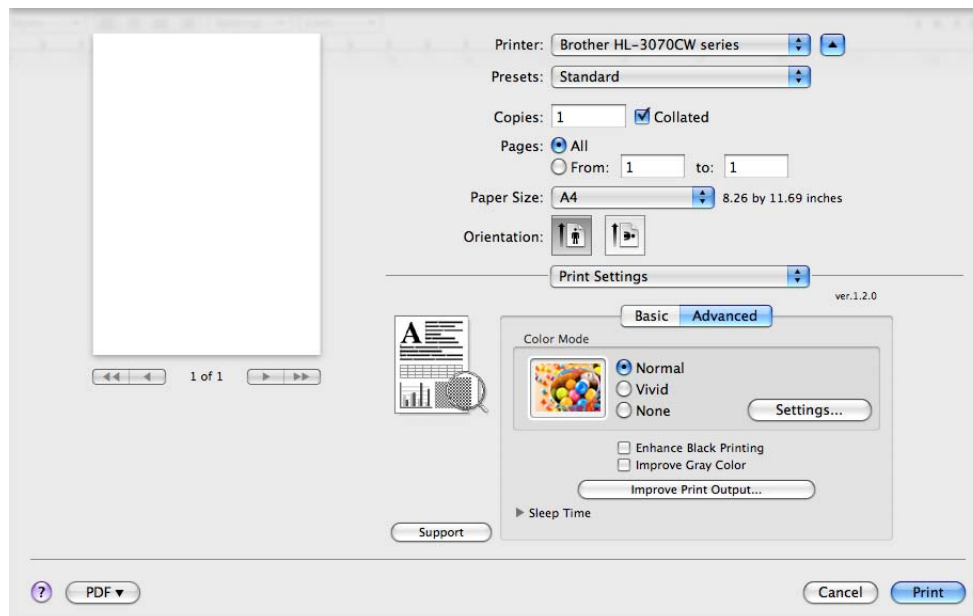 Printer: Brother HL-3070CW series
Presets: Standard
Copies: 1 Collated
Pages: All
From: 1 to: 1
Paper Size: A4 8.26 by 11.69 inches
Orientation:
Print Settings
ver.1.2.0
Basic Advanced
Color Mode
Normal
Vivid
None Settings...
Enhance Black Printing
Improve Gray Color
Improve Print Output...
Sleep Time
Support
1 of 1
A
? PDF ▼ Cancel Print